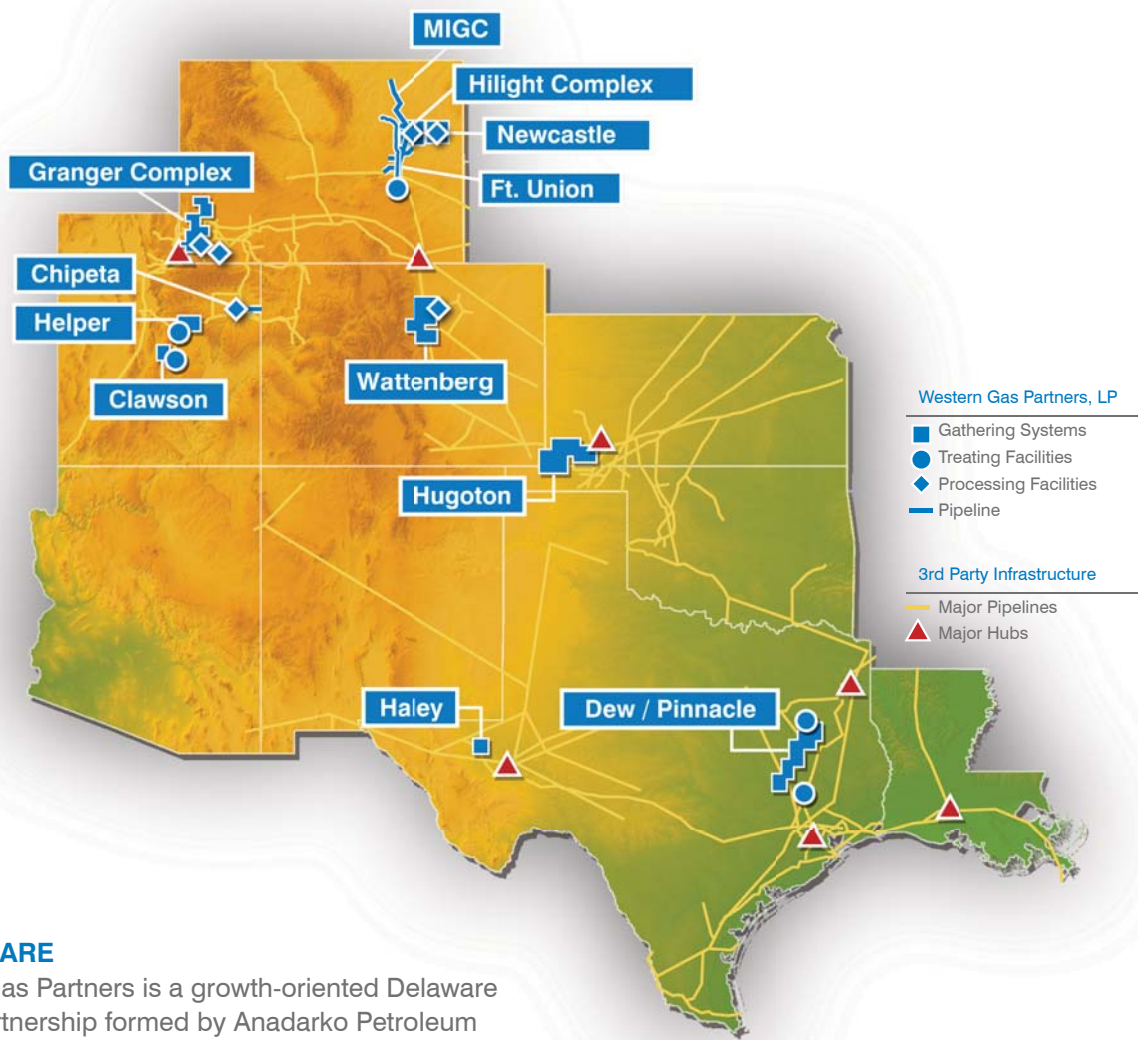 MIGC
Hilight Complex
Newcastle
Granger Complex
Ft. Union
Chipeta
Helper
Wattenberg
Clawson
Western Gas Partners, LP
Gathering Systems
Treating Facilities
Processing Facilities
Pipeline
Hugoton
3rd Party Infrastructure
Major Pipelines
Major Hubs
Haley
Dew / Pinnacle
ARE
as Partners is a growth-oriented Delaware
tnership formed by Anadarko Petroleum